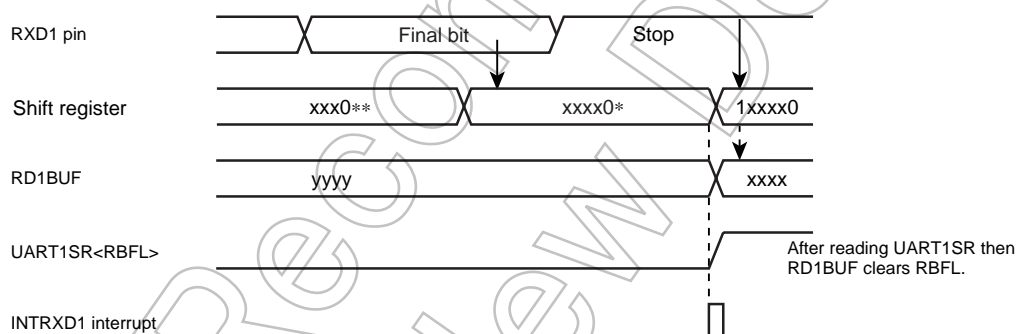 RXD1 pin
Final bit
Stop
Shift register
xxx0**
xxxx0*
1xxxx0
RD1BUF
yyyy
xxxx
UART1SR<RBFL>
After reading UART1SR then
RD1BUF clears RBFL.
INTRXD1 interrupt